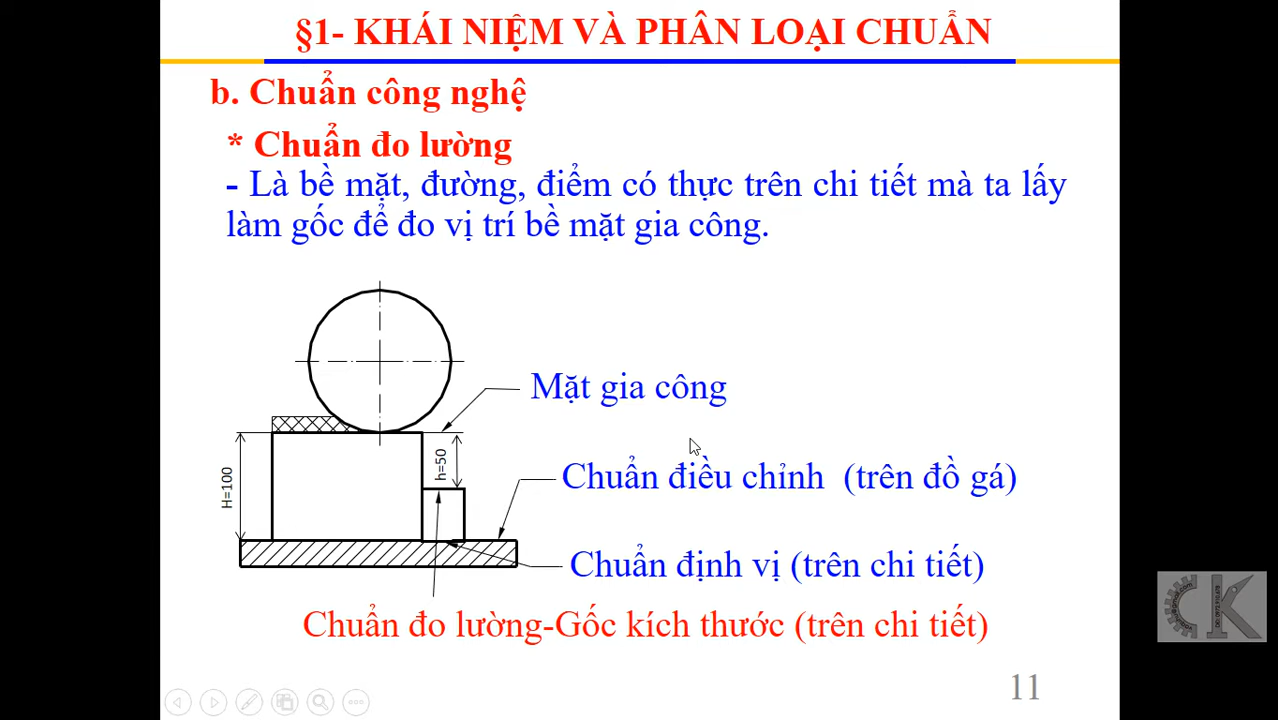 §1- KHÁI NIỆM VÀ PHÂN LOẠI CHUẨN
b. Chuẩn công nghệ
* Chuẩn đo lường
- Là bề mặt, đường, điểm có thực trên chi tiết mà ta lấy
làm gốc để đo vị trí bề mặt gia công.
Mặt gia công
h=50
H=100
Chuẩn điều chỉnh (trên đồ gá)
Chuẩn định vị (trên chi tiết)
Chuẩn đo lường-Gốc kích thước (trên chi tiết)
11
CK